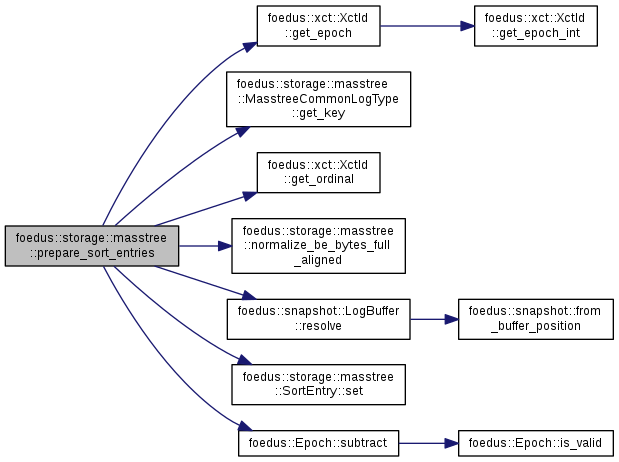 foedus::xct::XctId
::get_epoch
foedus::xct::XctId
::get_epoch_int
foedus::storage::masstree
::MasstreeCommonLogType
::get_key
foedus::xct::XctId
::get_ordinal
foedus::storage::masstree
::prepare_sort_entries
foedus::storage::masstree
::normalize_be_bytes_full
_aligned
foedus::snapshot::LogBuffer
::resolve
foedus::snapshot::from
_buffer_position
foedus::storage::masstree
::SortEntry::set
foedus::Epoch::subtract
foedus::Epoch::is_valid